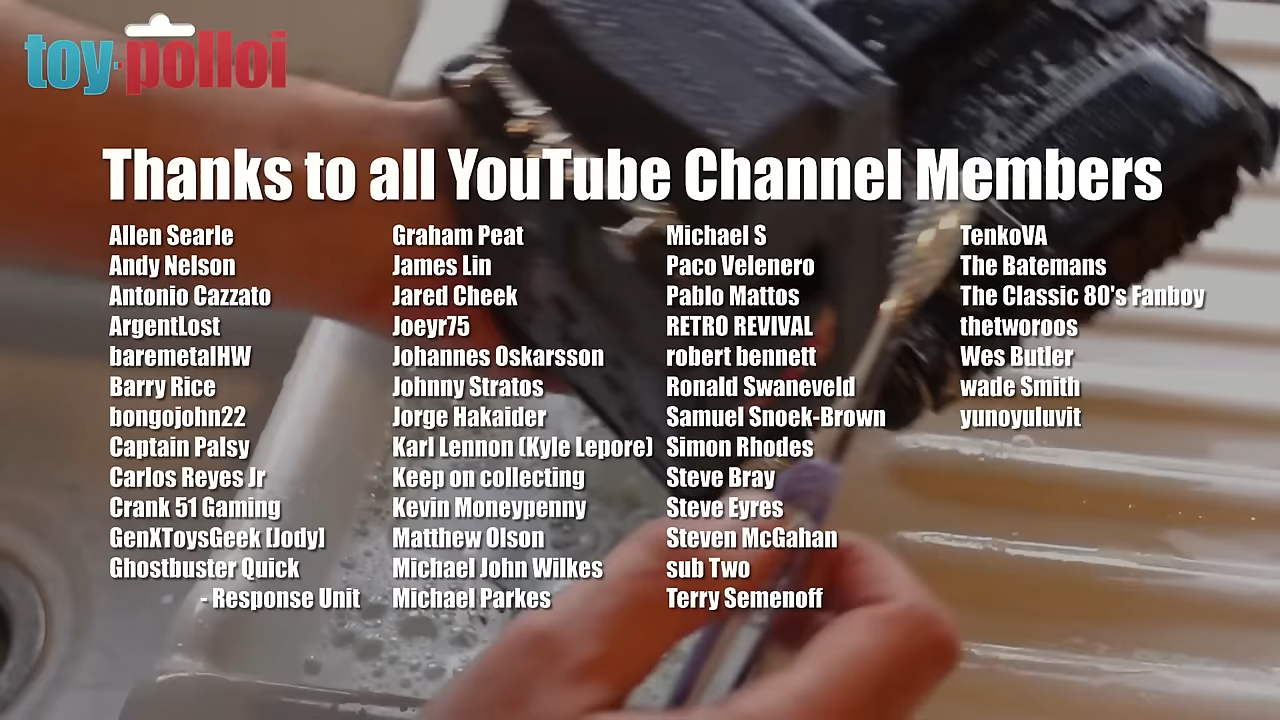 toy·polloi
Thanks to all YouTube Channel Members
Allen Searle
Andy Nelson
Antonio Cazzato
ArgentLost
baremetalHW
Barry Rice
bongojohn22
Captain Palsy
Carlos Reyes Jr
Crank 51 Gaming
GenXToysGeek [Jody]
Ghostbuster Quick
- Response Unit
Graham Peat
James Lin
Jared Cheek
Joeyr75
Johannes Oskarsson
Johnny Stratos
Jorge Hakaider
Karl Lennon (Kyle Lepore)
Keep on collecting
Kevin Moneypenny
Matthew Olson
Michael John Wilkes
Michael Parkes
Michael S
Paco Velenero
Pablo Mattos
RETRO REVIVAL
robert bennett
Ronald Swaneveld
Samuel Snoek-Brown
Simon Rhodes
Steve Bray
Steve Eyres
Steven McGahan
sub Two
Terry Semenoff
TenkoVA
The Batemans
The Classic 80's Fanboy
thetworoos
Wes Butler
wade Smith
yunoyuluvit